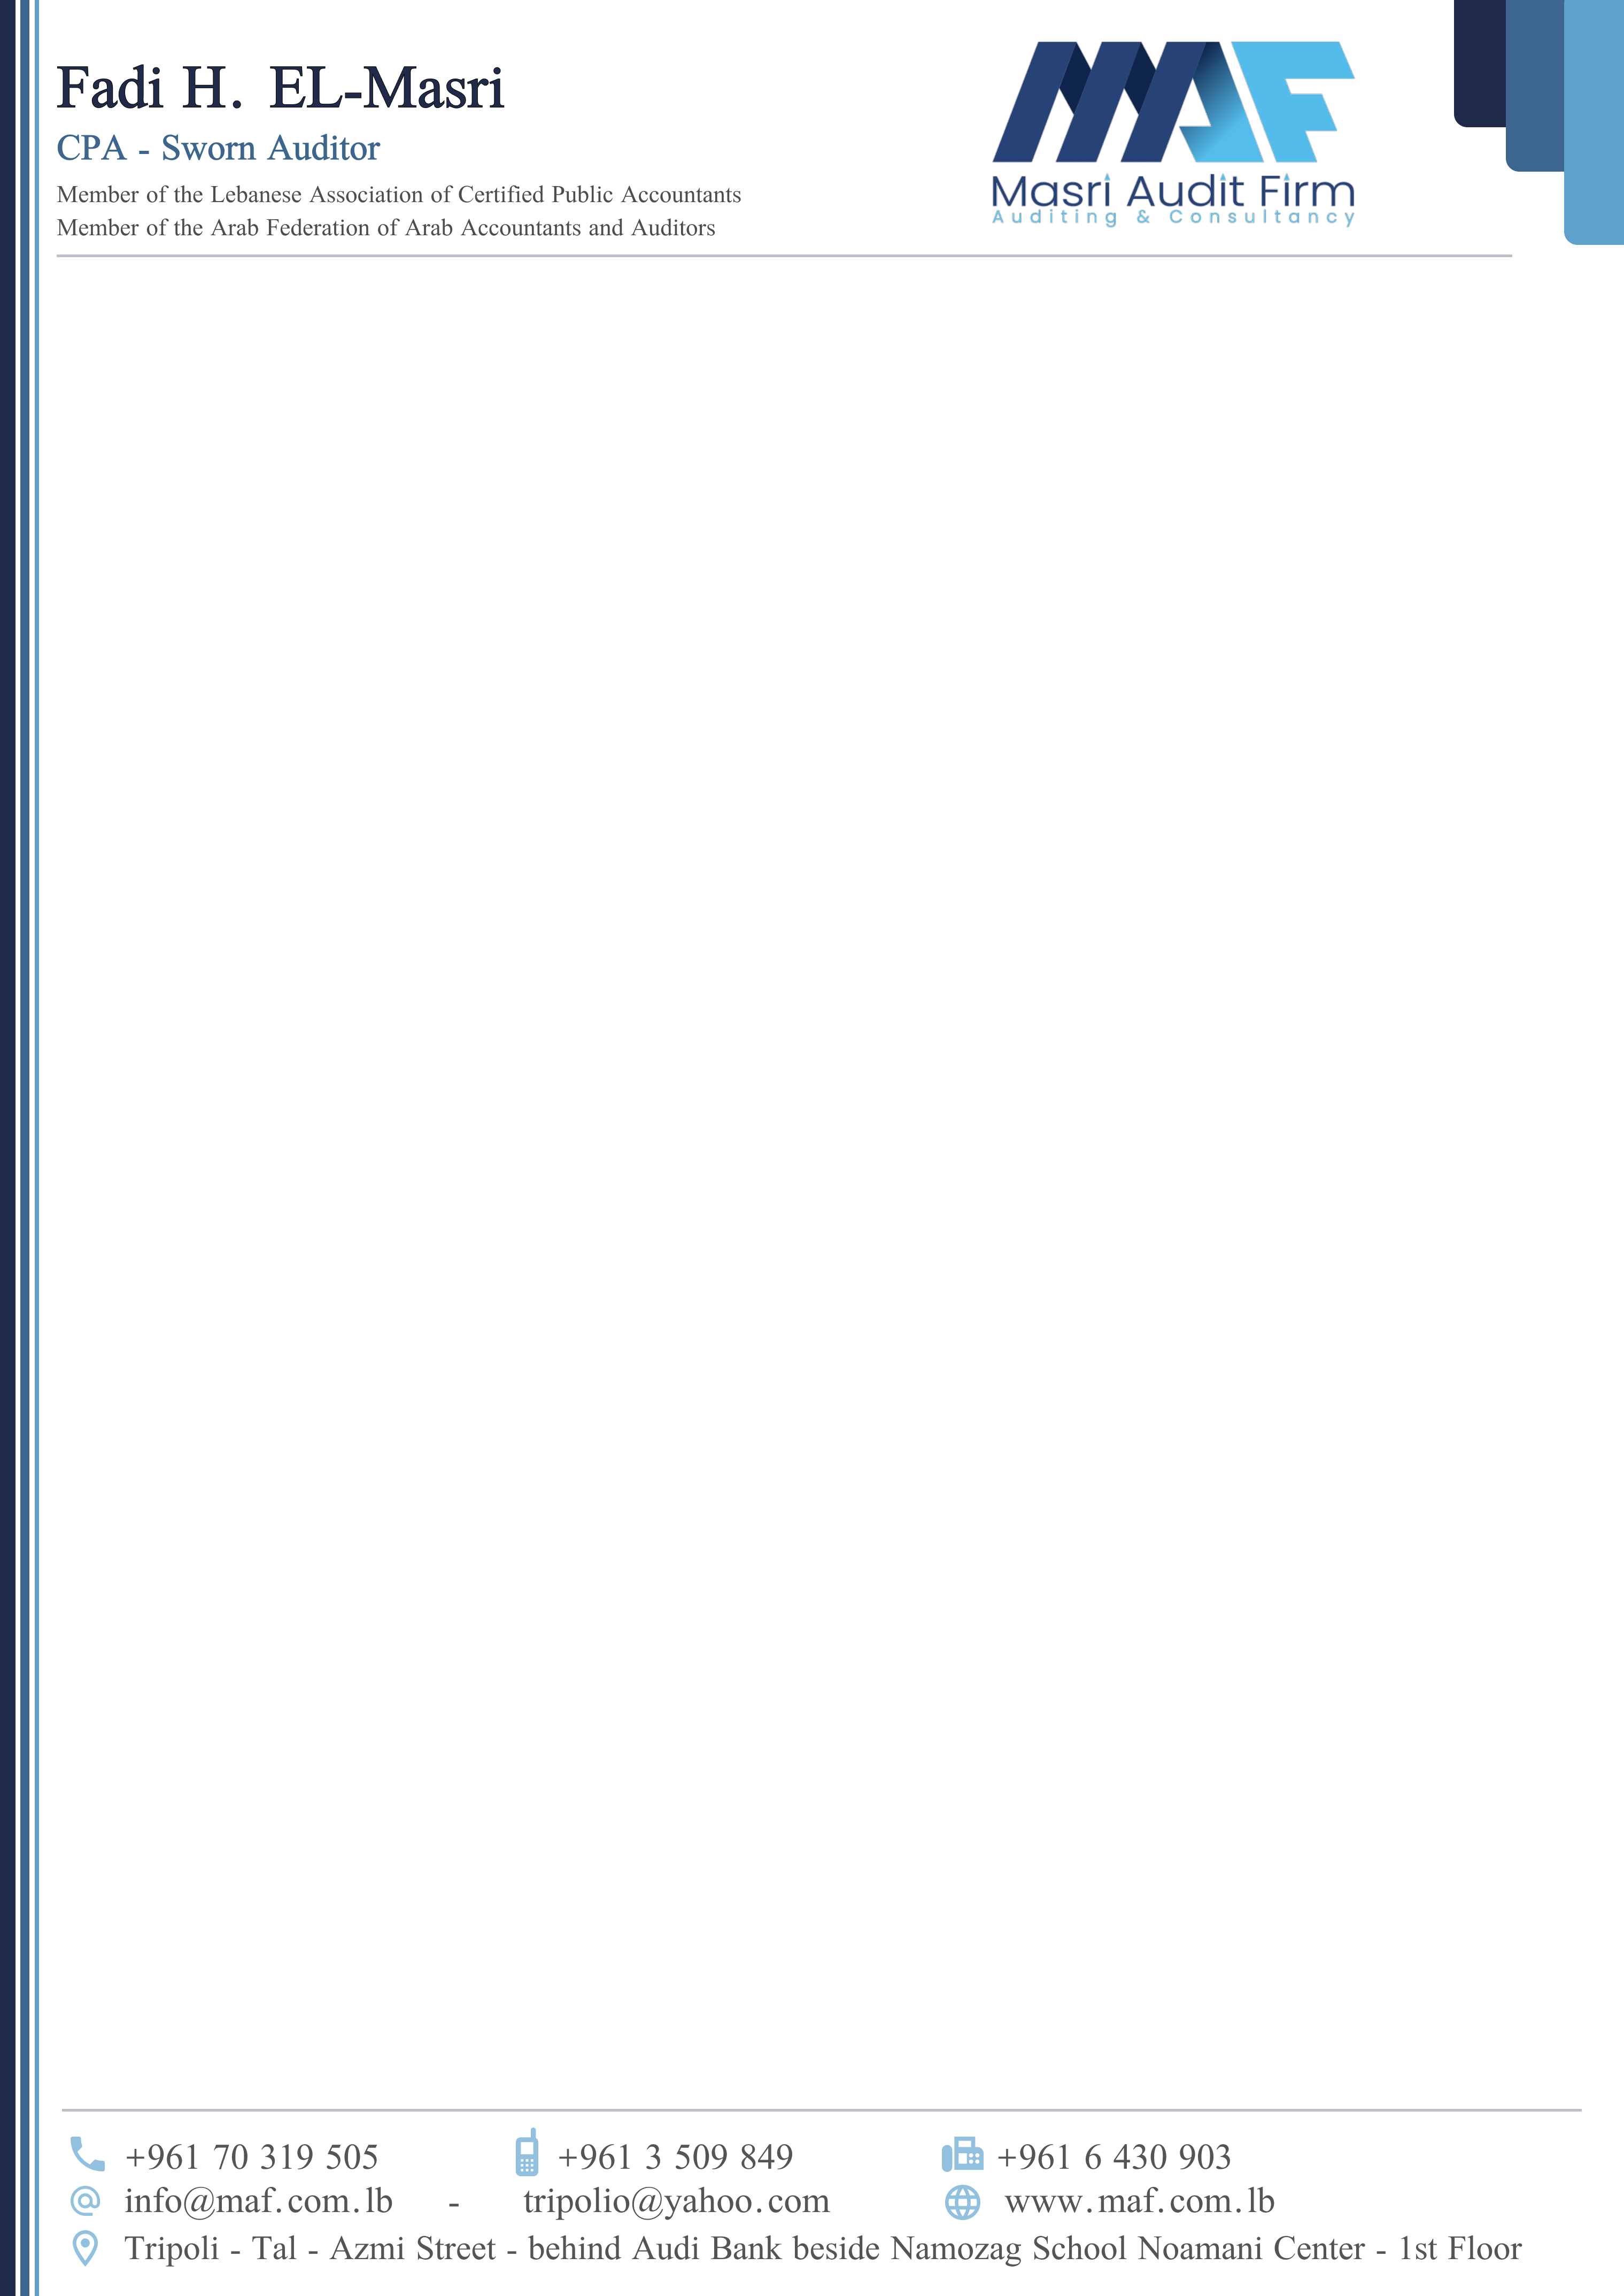 Fadi H. EL-Masri
CPA - Sworn Auditor
Member of the Lebanese Association of Certified Public Accountants
Member of the Arab Federation of Arab Accountants and Auditors
MAF
Masri Audit Firm
Auditing & Consultancy
+961 70 319 505
+961 3 509 849
+961 6 430 903
info@maf.com.lb - tripolio@yahoo.com
www.maf.com.lb
Tripoli - Tal - Azmi Street - behind Audi Bank beside Namozag School Noamani Center - 1st Floor